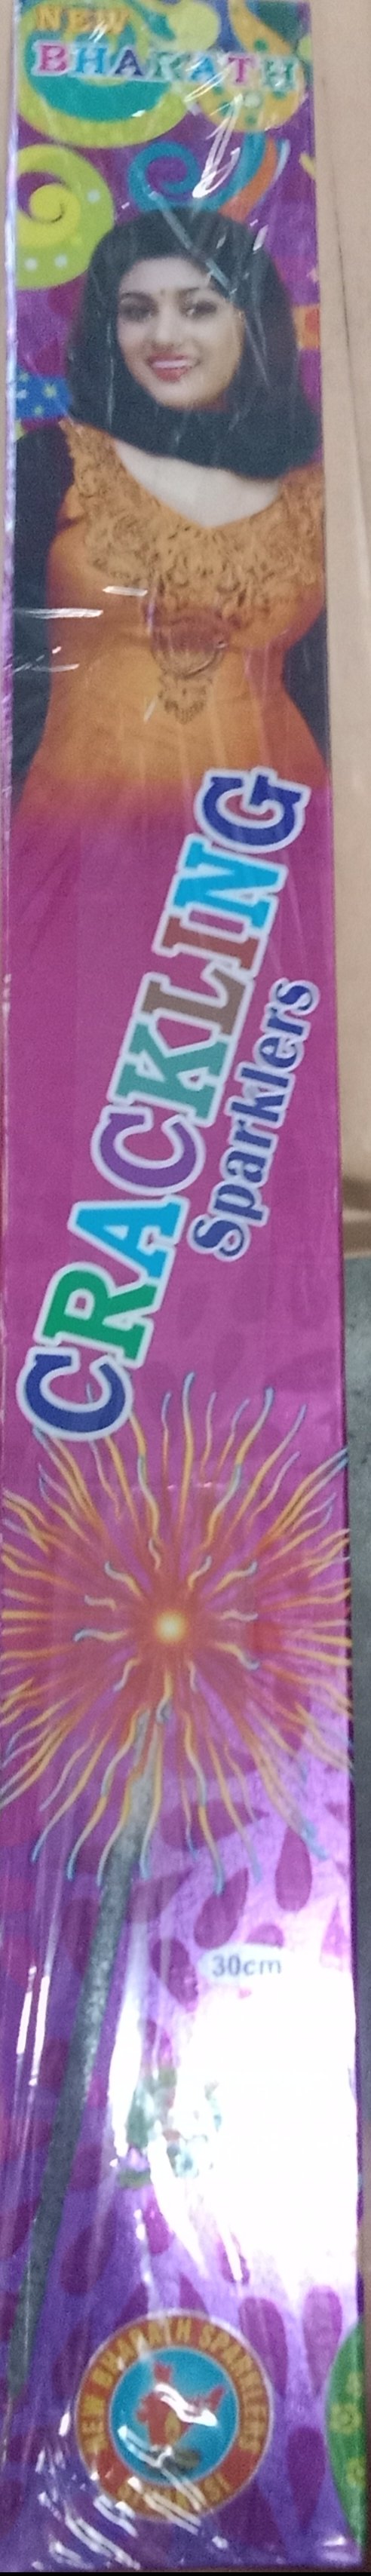 NEW
BHARATH
CRACKLING
Sparklers
30cm
NEW BHARATH SPARKLERS